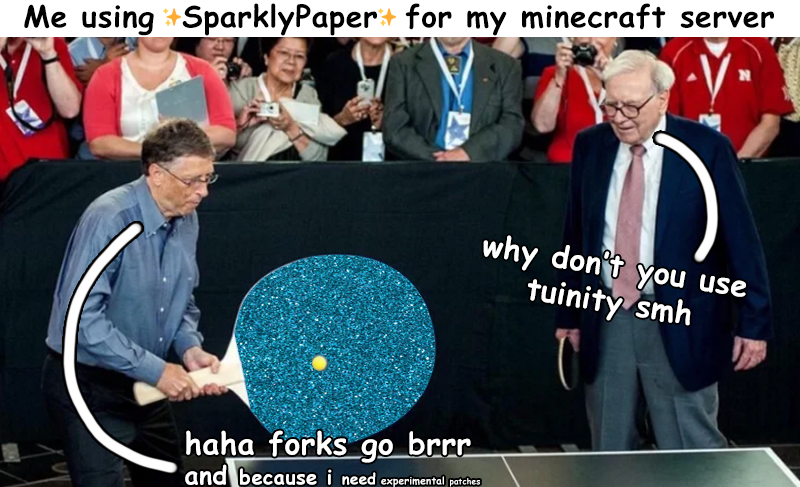 Me using ✨SparklyPaper✨ for my minecraft server
N
why don't you use
tuinity smh
haha forks go brrr
and because i need experimental patches